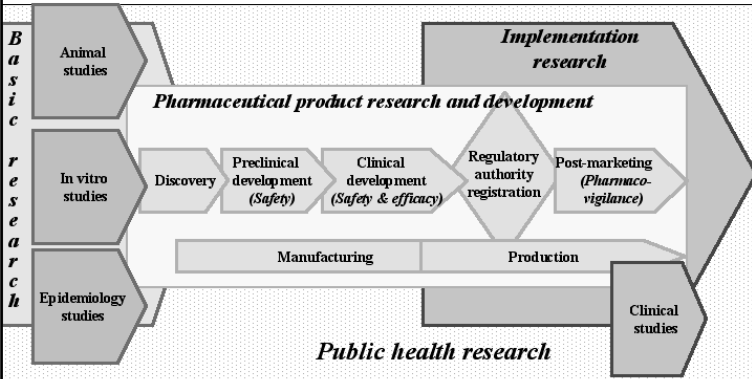 Basic research
Animal
studies
In vitro
studies
Epidemiology
studies
Implementation
research
Pharmaceutical product research and development
Discovery
Preclinical
development
(Safety)
Clinical
development
(Safety & efficacy)
Regulatory
authority
registration
Post-marketing
(Pharmaco-
vigilance)
Manufacturing
Production
Clinical
studies
Public health research